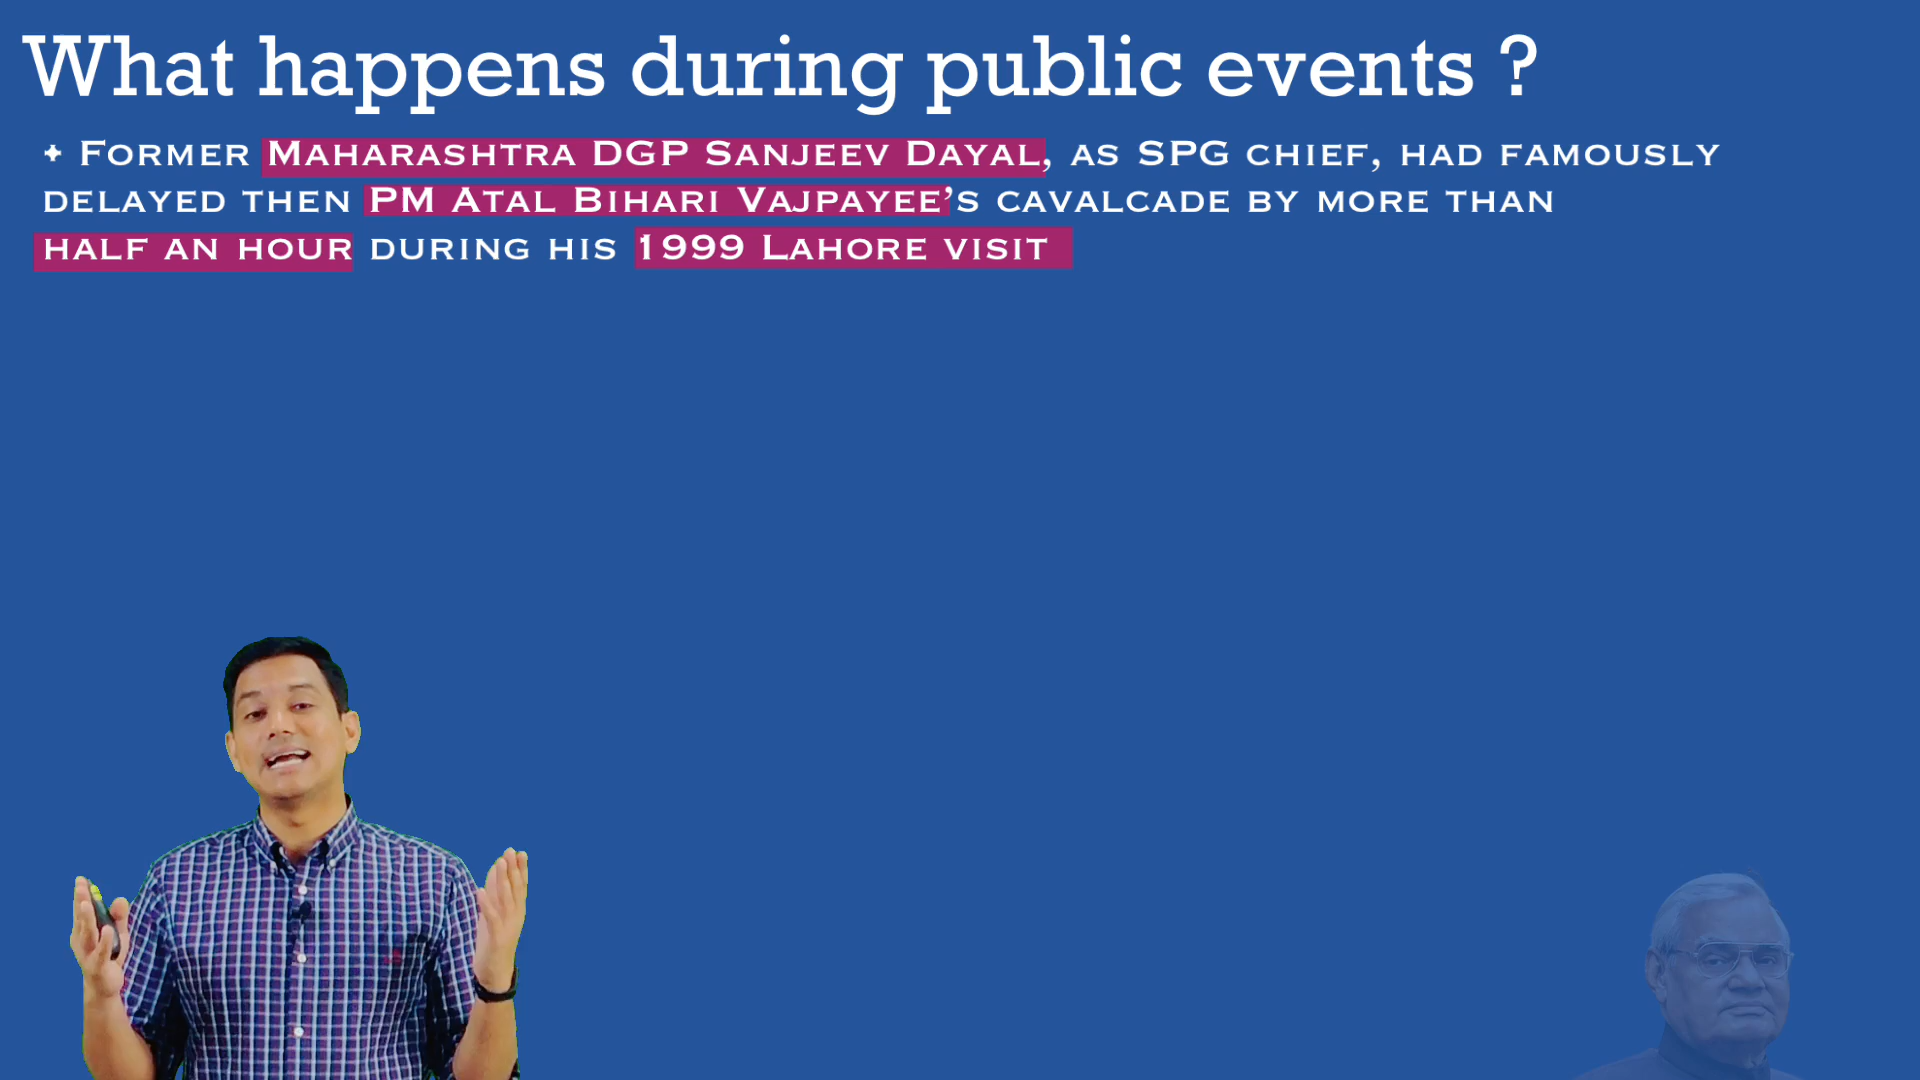 What happens during public events ?
+ Former Maharashtra DGP Sanjeev Dayal, as SPG chief, had famously
delayed then PM Atal Bihari Vajpayee’s cavalcade by more than
half an hour during his 1999 Lahore visit